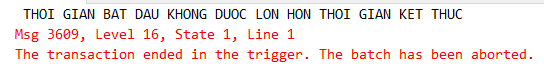 THOI GIAN BAT DAU KHONG DUOC LON HON THOI GIAN KET THUC
Msg 3609, Level 16, State 1, Line 1
The transaction ended in the trigger. The batch has been aborted.